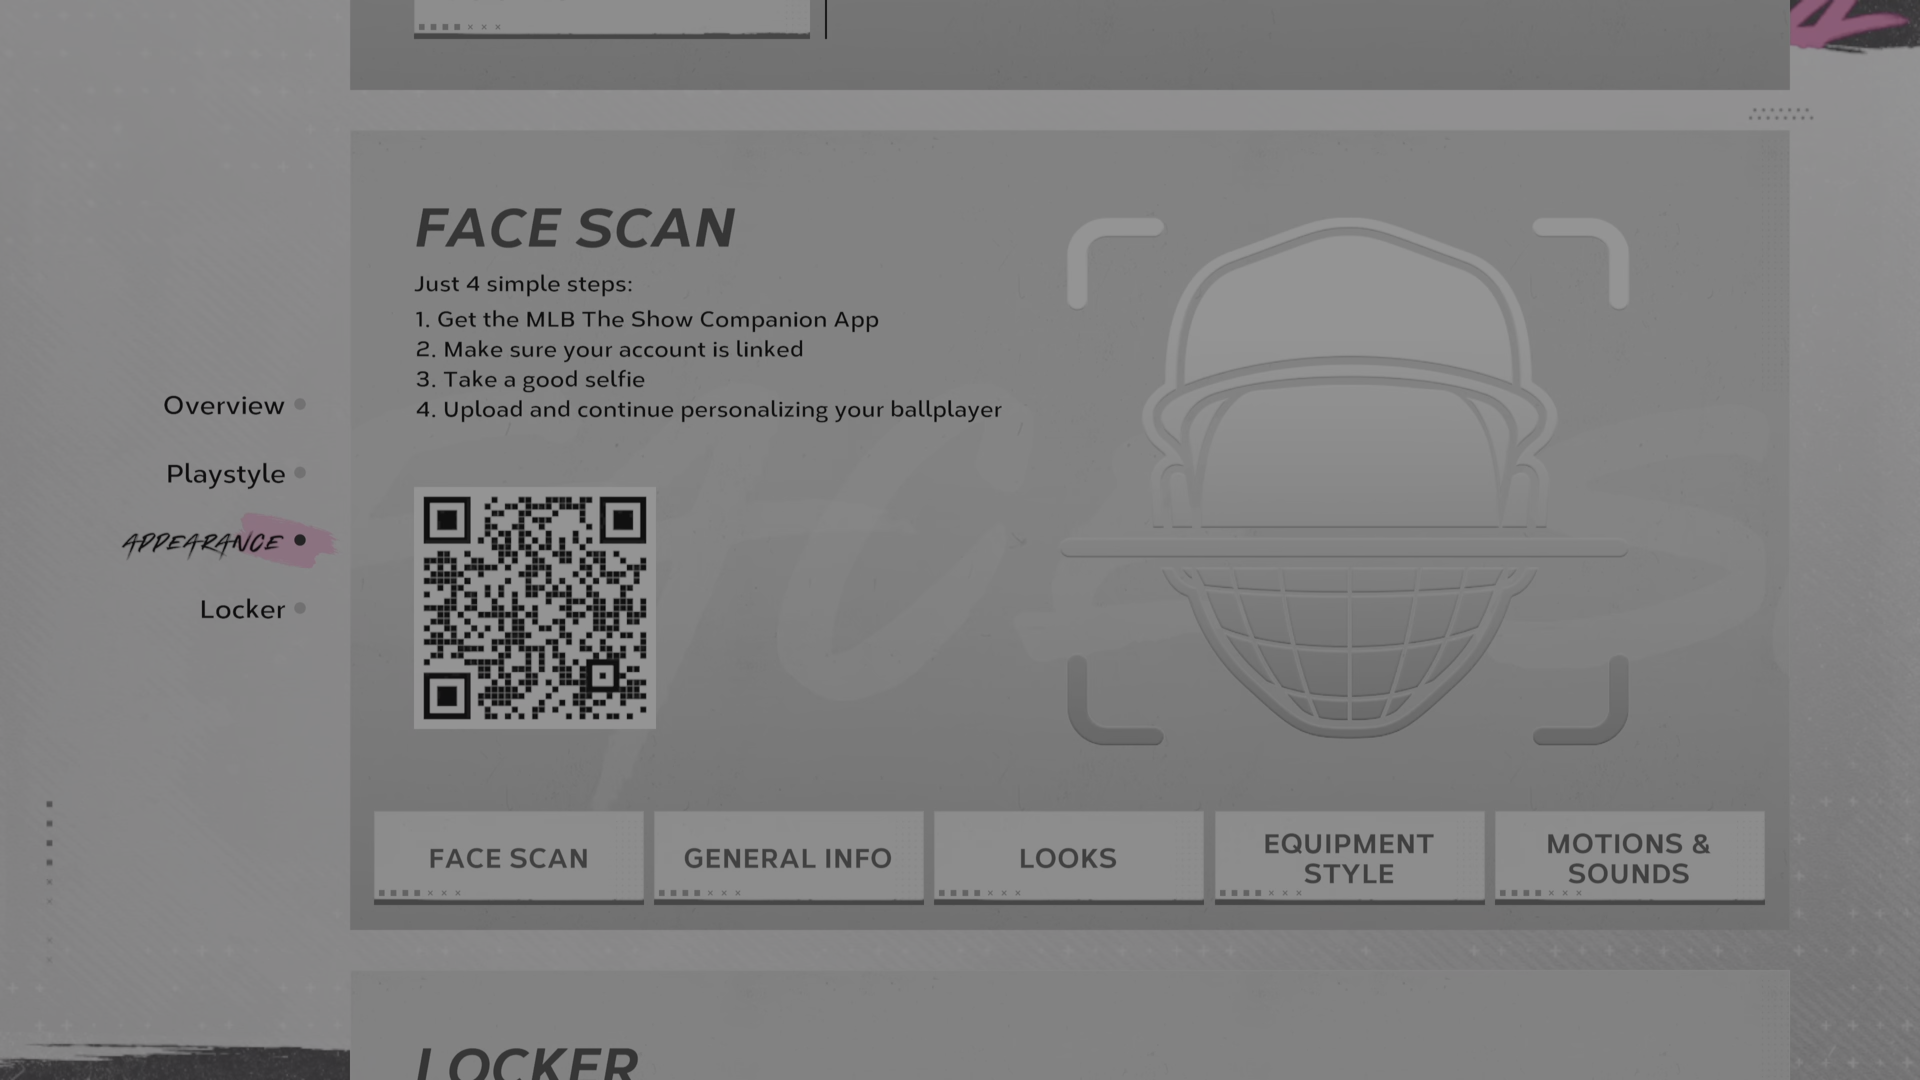 FACE SCAN
Just 4 simple steps:
1. Get the MLB The Show Companion App
2. Make sure your account is linked
3. Take a good selfie
4. Upload and continue personalizing your ballplayer
Overview
Playstyle
APPEARANCE
Locker
FACE SCAN
GENERAL INFO
LOOKS
EQUIPMENT
STYLE
MOTIONS &
SOUNDS
LOCKER